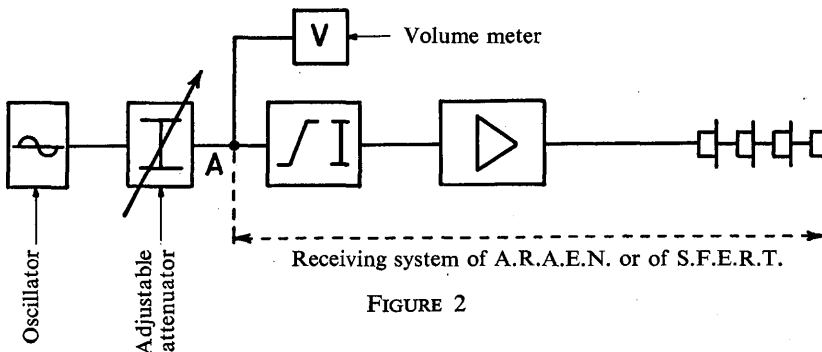 V
Volume meter
A
Oscillator
Adjustable
attenuator
Receiving system of A.R.A.E.N. or of S.F.E.R.T.
FIGURE 2